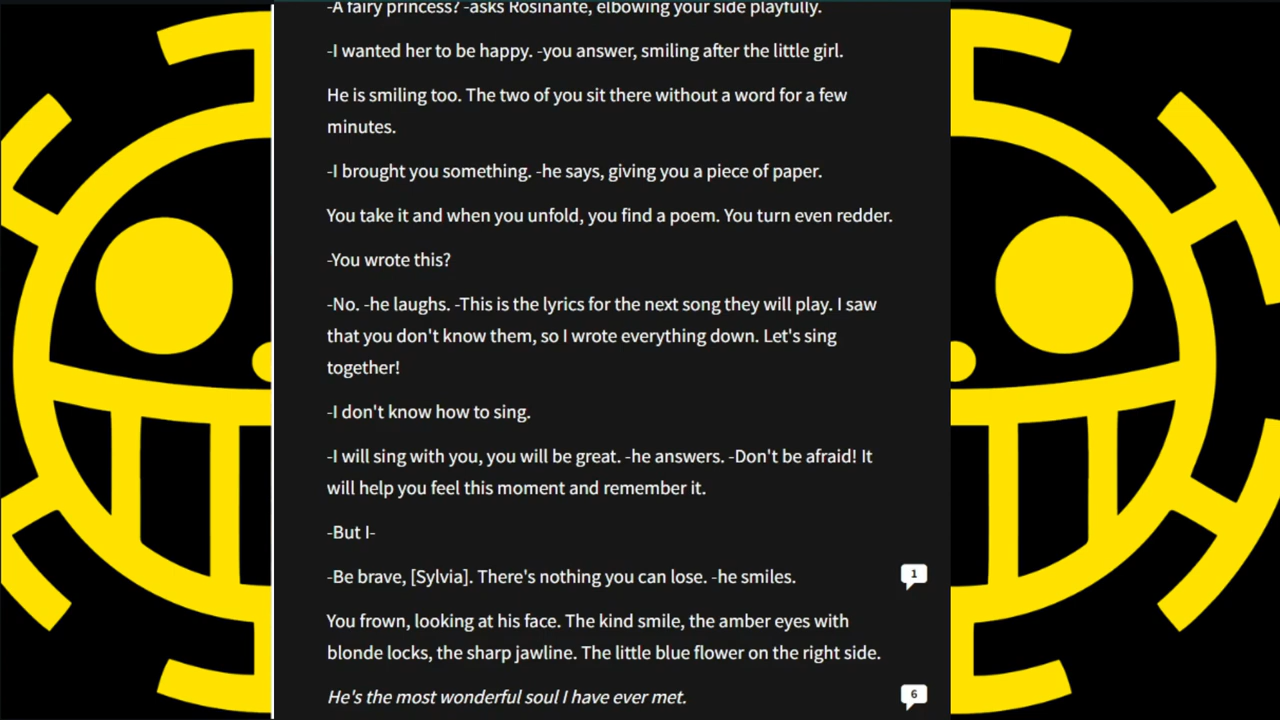 -A fairy princess? -asks Rosinante, elbowing your side playfully.
-I wanted her to be happy. -you answer, smiling after the little girl.
He is smiling too. The two of you sit there without a word for a few
minutes.
-I brought you something. -he says, giving you a piece of paper.
You take it and when you unfold, you find a poem. You turn even redder.
-You wrote this?
-No. -he laughs. -This is the lyrics for the next song they will play. I saw
that you don't know them, so I wrote everything down. Let's sing
together!
-I don't know how to sing.
-I will sing with you, you will be great. -he answers. -Don't be afraid! It
will help you feel this moment and remember it.
-But I-
-Be brave, [Sylvia]. There's nothing you can lose. -he smiles.
1
You frown, looking at his face. The kind smile, the amber eyes with
blonde locks, the sharp jawline. The little blue flower on the right side.
He's the most wonderful soul I have ever met.
6